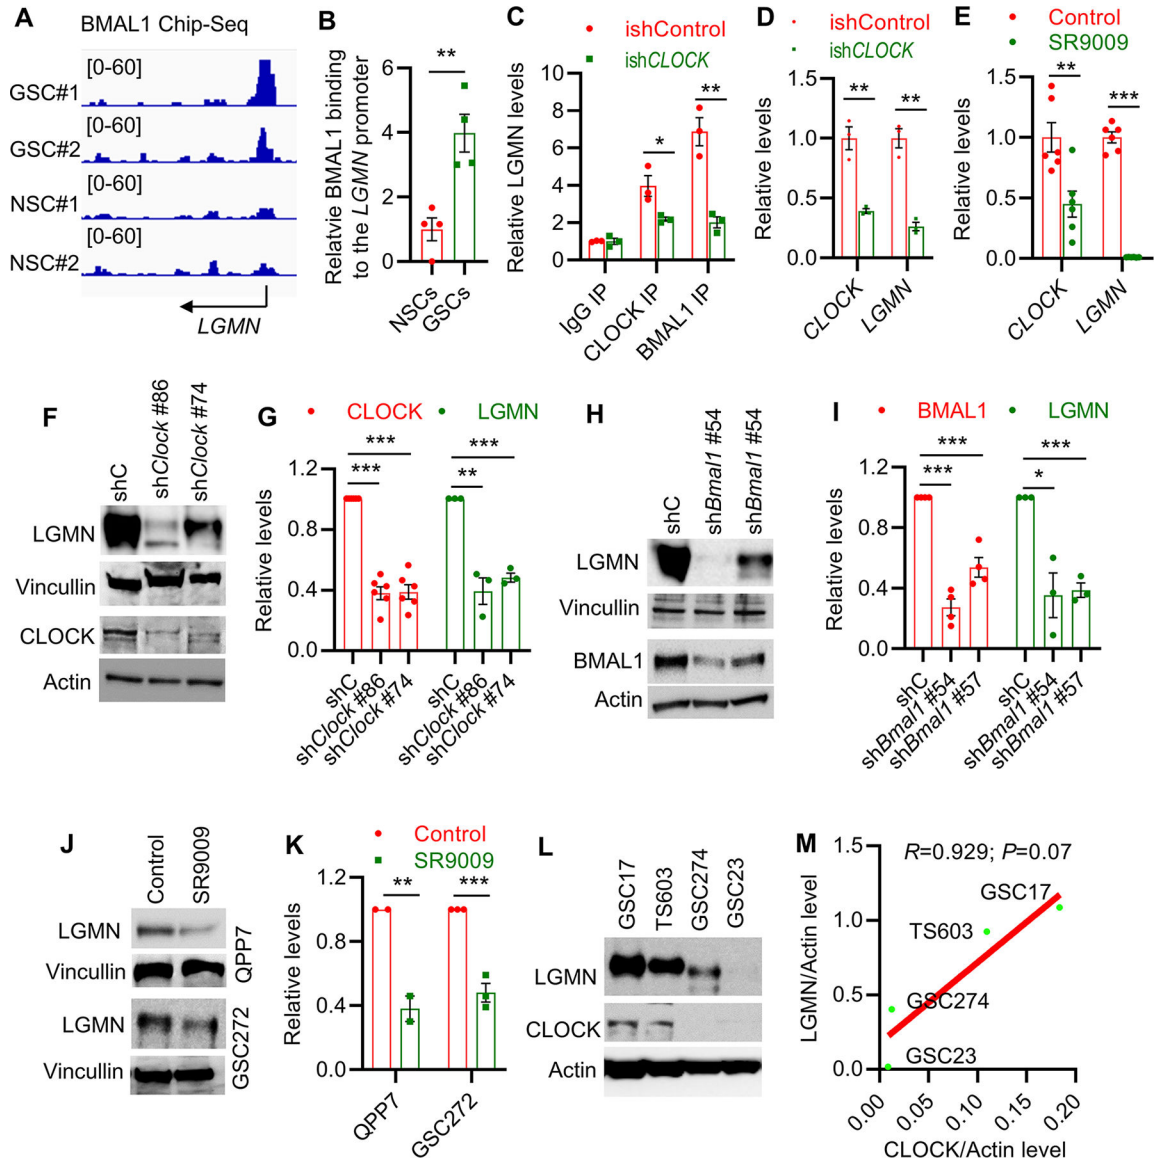 A
BMAL1 Chip-Seq
[0-60]
GSC#1
[0-60]
GSC#2
[0-60]
NSC#1
[0-60]
NSC#2
LGMN
B
Relative BMAL1 binding
to the LGMN promoter
6
4
2
0
**
NSCs
GSCs
C
ishControl
ishCLOCK
Relative LGMN levels
10
8
6
4
2
0
*
**
IgG IP
CLOCK IP
BMAL1 IP
D
ishControl
ishCLOCK
Relative levels
1.5
1.0
0.5
0
**
**
CLOCK
LGMN
E
Control
SR9009
Relative levels
1.5
1.0
0.5
0.0
**
***
CLOCK
LGMN
F
shC
shClock #86
shClock #74
LGMN
Vincullin
CLOCK
Actin
G
CLOCK
LGMN
Relative levels
1.2
0.8
0.4
0.0
***
***
***
**
shC
shClock #86
shClock #74
shC
shClock #86
shClock #74
H
shC
shBmal1 #54
shBmal1 #54
LGMN
Vincullin
BMAL1
Actin
I
BMAL1
LGMN
Relative levels
1.2
0.8
0.4
0.0
***
***
***
*
shC
shBmal1 #54
shBmal1 #57
shC
shBmal1 #54
shBmal1 #57
J
Control
SR9009
LGMN
Vincullin
QPP7
LGMN
Vincullin
GSC272
K
Control
SR9009
Relative levels
1.2
0.8
0.4
0.0
**
***
QPP7
GSC272
L
GSC17
TS603
GSC274
GSC23
LGMN
CLOCK
Actin
M
LGMN/Actin level
1.5
1.0
0.5
0.0
R=0.929; P=0.07
GSC17
TS603
GSC274
GSC23
0.00
0.05
0.10
0.15
0.20
CLOCK/Actin level